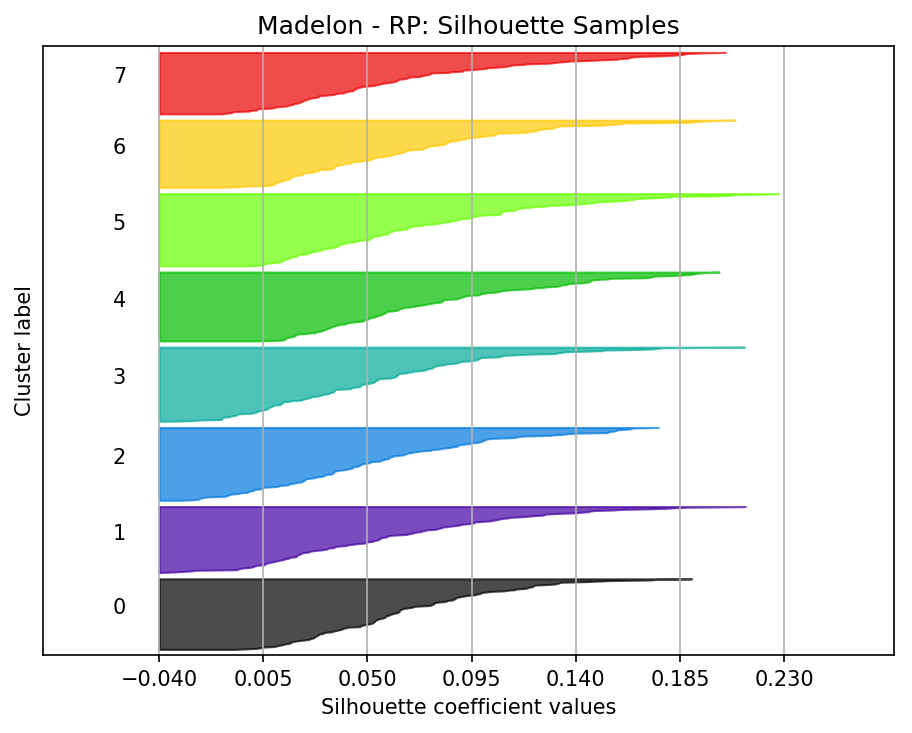 Madelon - RP: Silhouette Samples
7
6
5
4
3
2
1
0
Cluster label
−0.040 0.005 0.050 0.095 0.140 0.185 0.230
Silhouette coefficient values